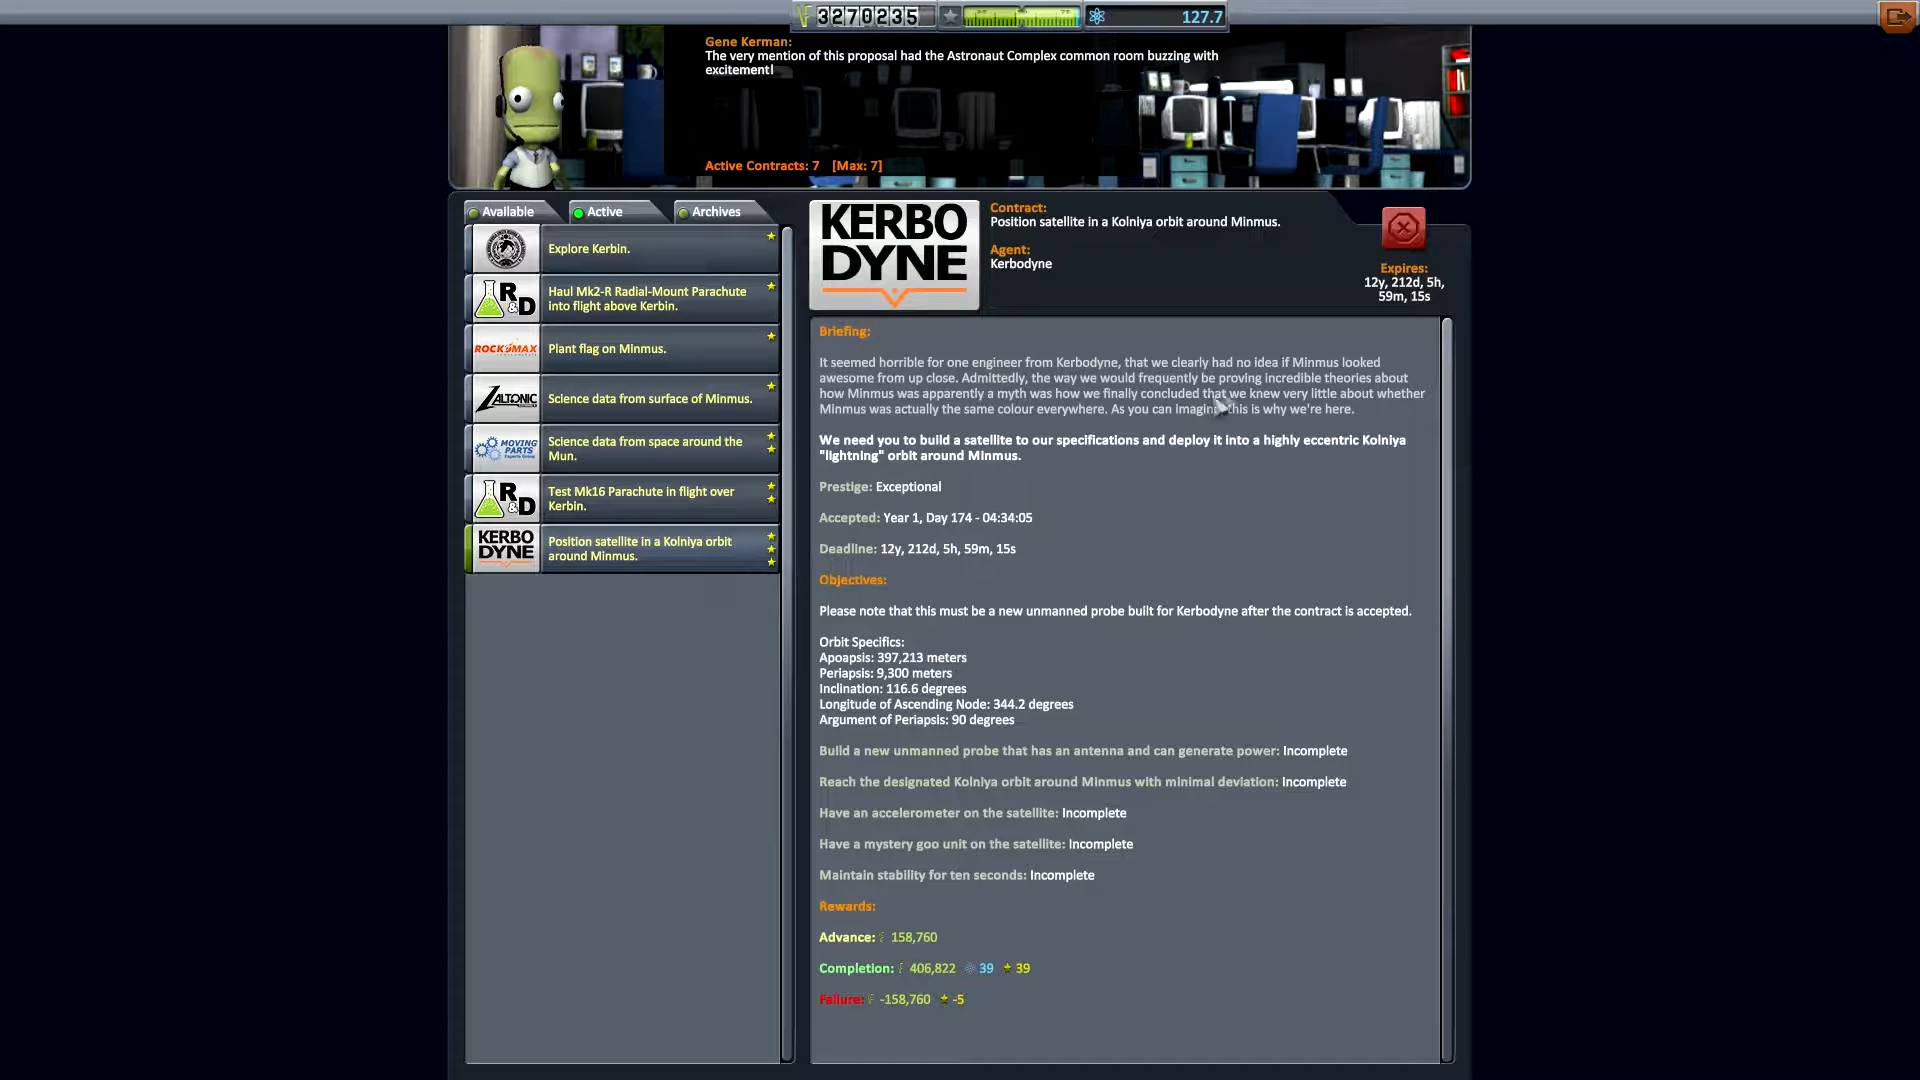 3270235
127.7
Gene Kerman:
The very mention of this proposal had the Astronaut Complex common room buzzing with
excitement!
Active Contracts: 7 [Max: 7]
Available
Active
Archives
Explore Kerbin.
R&D
Haul Mk2-R Radial-Mount Parachute
into flight above Kerbin.
ROCKOMAX
Plant flag on Minmus.
ZALTONIC
Science data from surface of Minmus.
MOVING
PARTS
Experts Group
Science data from space around the
Mun.
R&D
Test Mk16 Parachute in flight over
Kerbin.
KERBO
DYNE
Position satellite in a Kolniya orbit
around Minmus.
KERBO
DYNE
Contract:
Position satellite in a Kolniya orbit around Minmus.
Agent:
Kerbodyne
Expires:
12y, 212d, 5h,
59m, 15s
Briefing:
It seemed horrible for one engineer from Kerbodyne, that we clearly had no idea if Minmus looked
awesome from up close. Admittedly, the way we would frequently be proving incredible theories about
how Minmus was apparently a myth was how we finally concluded that we knew very little about whether
Minmus was actually the same colour everywhere. As you can imagine this is why we're here.
We need you to build a satellite to our specifications and deploy it into a highly eccentric Kolniya
"lightning" orbit around Minmus.
Prestige: Exceptional
Accepted: Year 1, Day 174 - 04:34:05
Deadline: 12y, 212d, 5h, 59m, 15s
Objectives:
Please note that this must be a new unmanned probe built for Kerbodyne after the contract is accepted.
Orbit Specifics:
Apoapsis: 397,213 meters
Periapsis: 9,300 meters
Inclination: 116.6 degrees
Longitude of Ascending Node: 344.2 degrees
Argument of Periapsis: 90 degrees
Build a new unmanned probe that has an antenna and can generate power: Incomplete
Reach the designated Kolniya orbit around Minmus with minimal deviation: Incomplete
Have an accelerometer on the satellite: Incomplete
Have a mystery goo unit on the satellite: Incomplete
Maintain stability for ten seconds: Incomplete
Rewards:
Advance: 158,760
Completion: 406,822 39 39
Failure: -158,760 -5